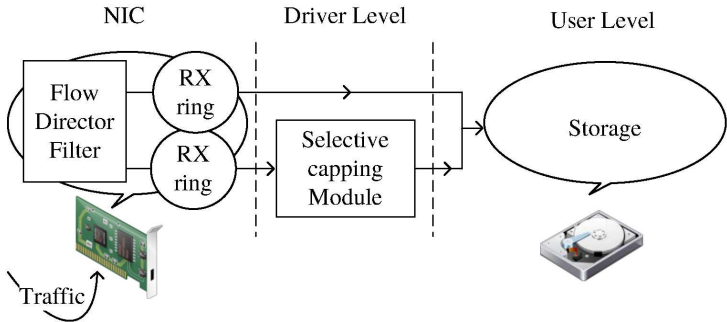 NIC
Driver Level
User Level
Flow
Director
Filter
RX
ring
RX
ring
Selective
capping
Module
Storage
Traffic